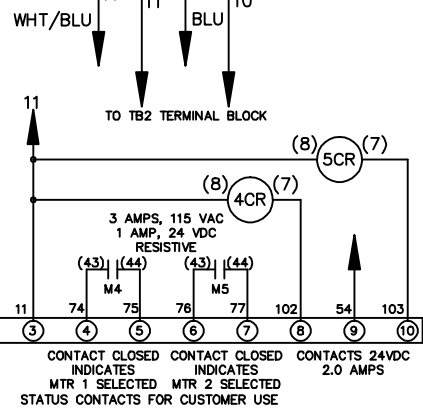 11 10
WHT/BLU BLU
11
TO TB2 TERMINAL BLOCK
(8) 5CR (7)
(8) 4CR (7)
3 AMPS, 115 VAC
1 AMP, 24 VDC
RESISTIVE
(43) (44) (43) (44)
M4 M5
11 74 75 76 77 102 54 103
3 4 5 6 7 8 9 10
CONTACT CLOSED CONTACT CLOSED CONTACTS 24VDC
INDICATES INDICATES 2.0 AMPS
MTR 1 SELECTED MTR 2 SELECTED
STATUS CONTACTS FOR CUSTOMER USE